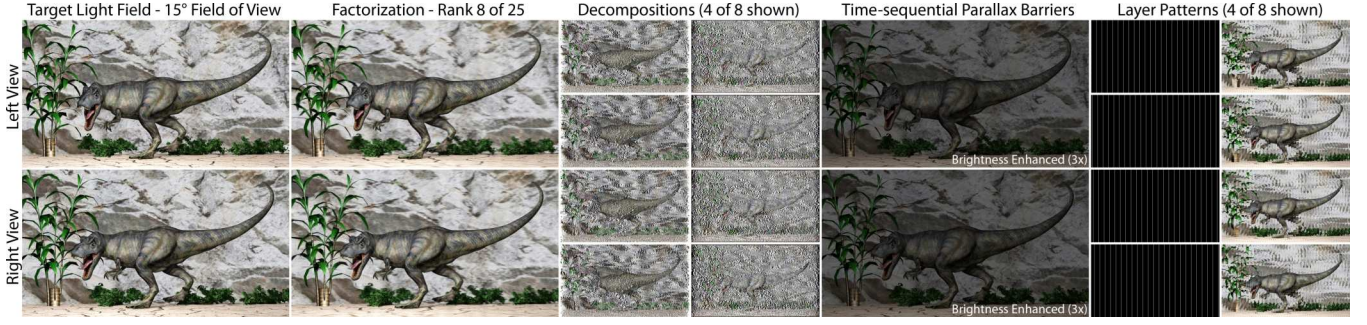 Target Light Field - 15° Field of View
Factorization - Rank 8 of 25
Decompositions (4 of 8 shown)
Time-sequential Parallax Barriers
Layer Patterns (4 of 8 shown)
Left View
Brightness Enhanced (3x)
Right View
Brightness Enhanced (3x)